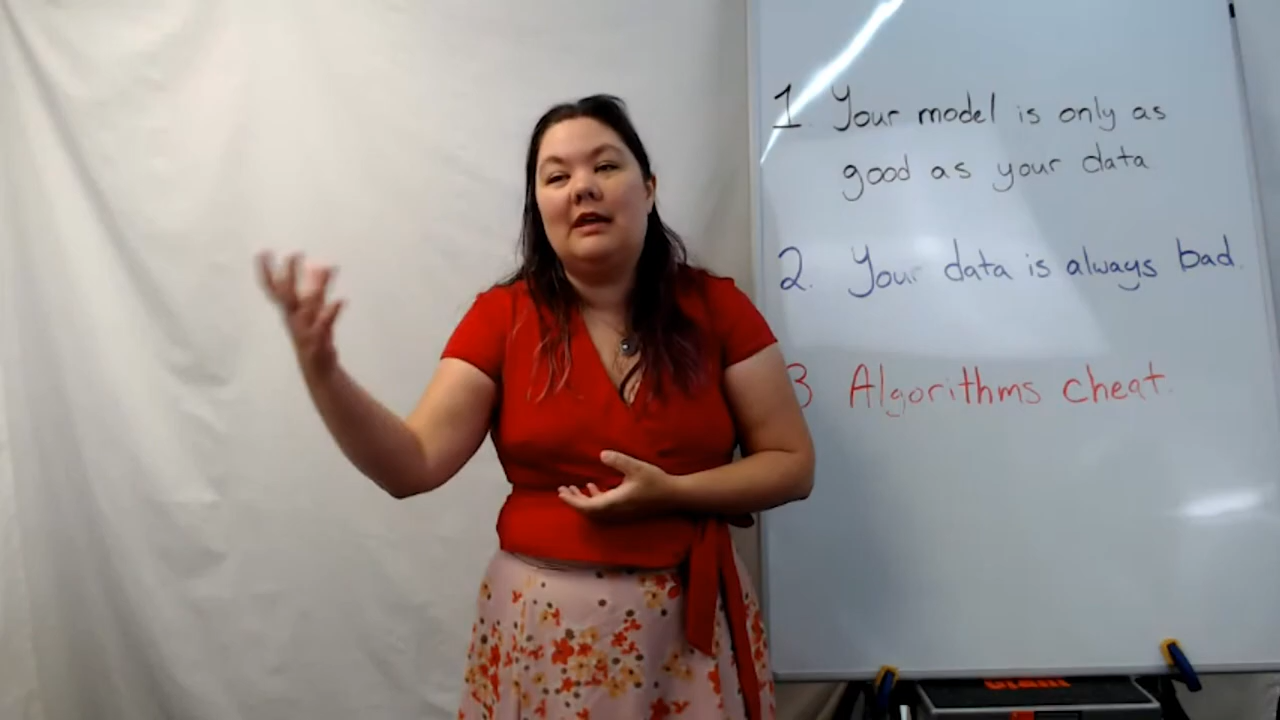 1. Your model is only as
good as your data
2. Your data is always bad.
3 Algorithms cheat.